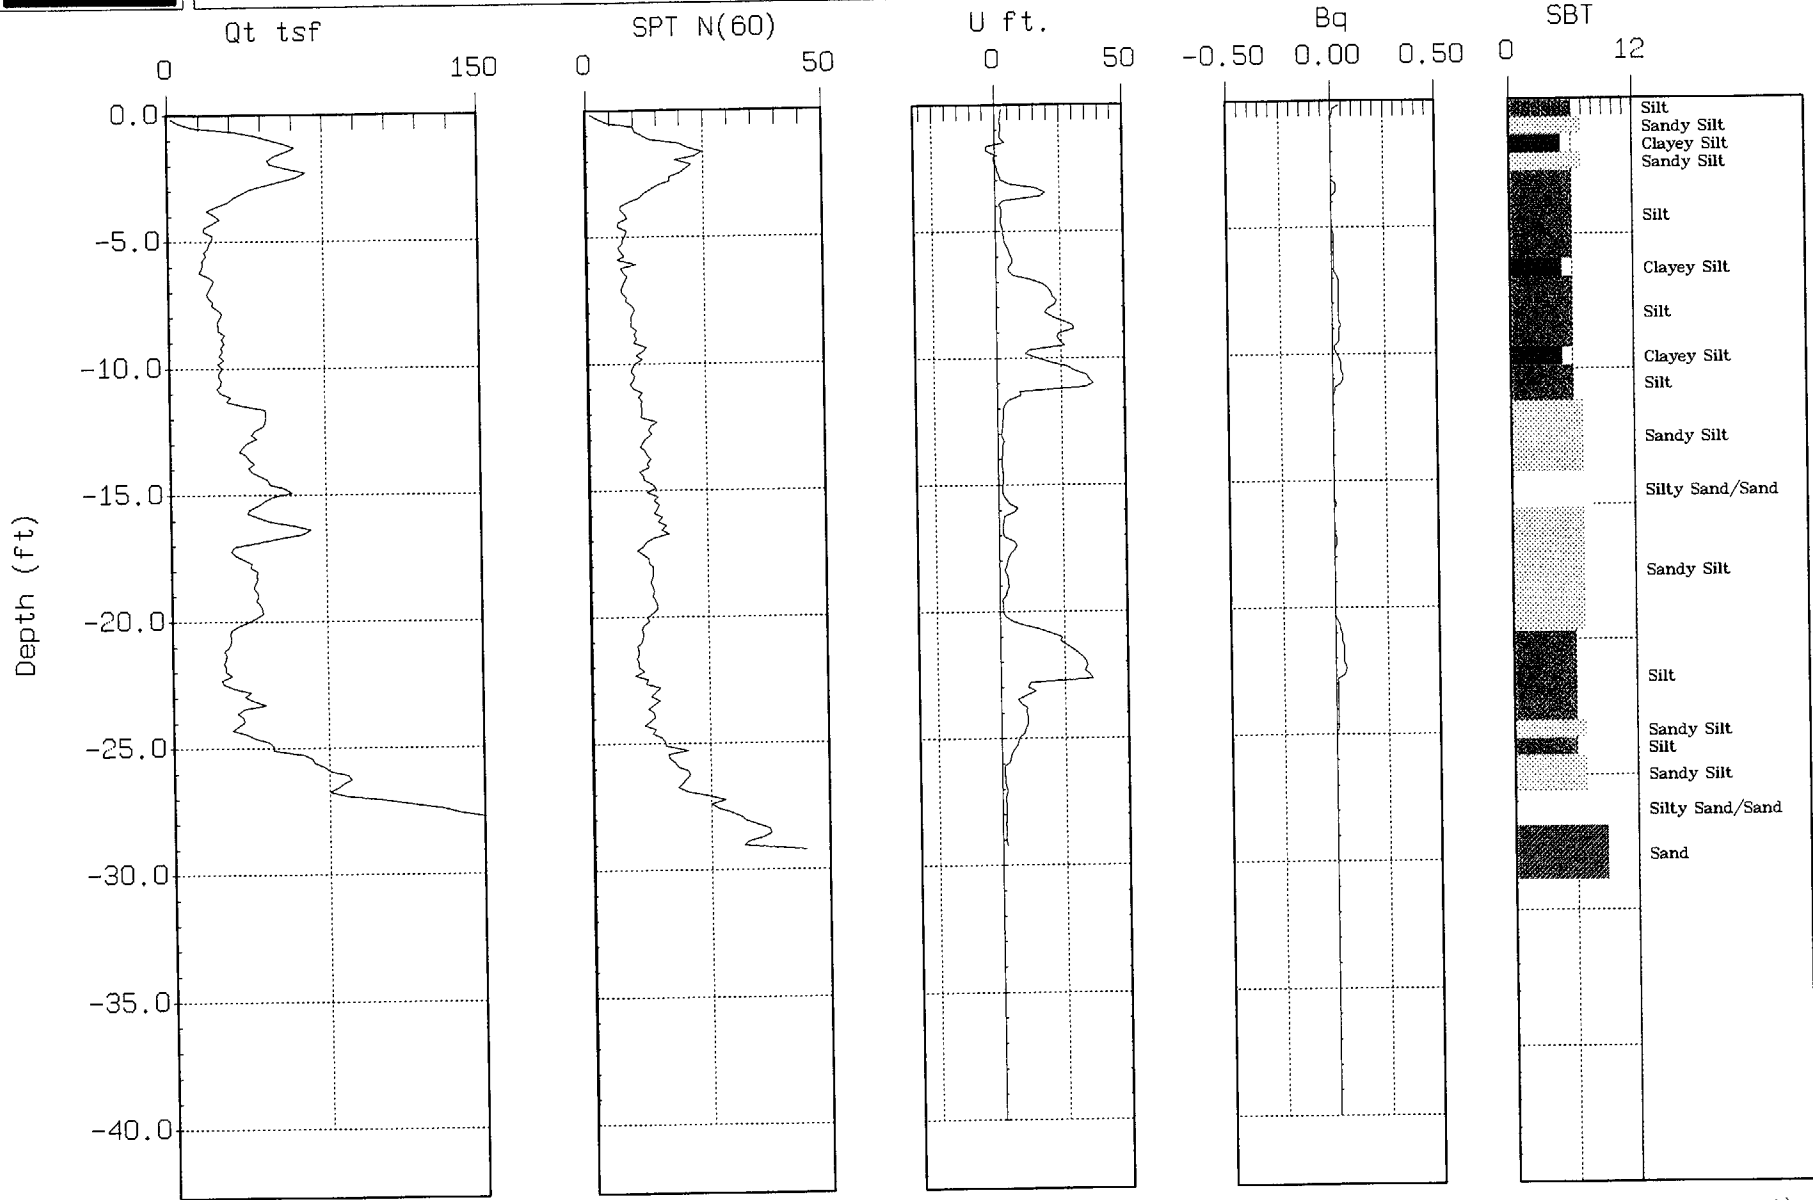 Qt tsf
0 150
SPT N(60)
0 50
U ft.
0 50
Bq
-0.50 0.00 0.50
SBT
0 12
Depth (ft)
0.0
-5.0
-10.0
-15.0
-20.0
-25.0
-30.0
-35.0
-40.0
Silt
Sandy Silt
Clayey Silt
Sandy Silt
Silt
Clayey Silt
Silt
Clayey Silt
Silt
Sandy Silt
Silty Sand/Sand
Sandy Silt
Silt
Sandy Silt
Silt
Sandy Silt
Silty Sand/Sand
Sand